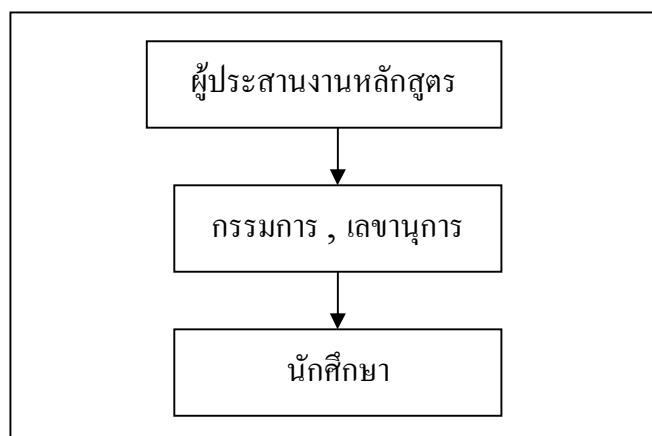 ผู้ประสานงานหลักสูตร
กรรมการ , เลขานุการ
นักศึกษา